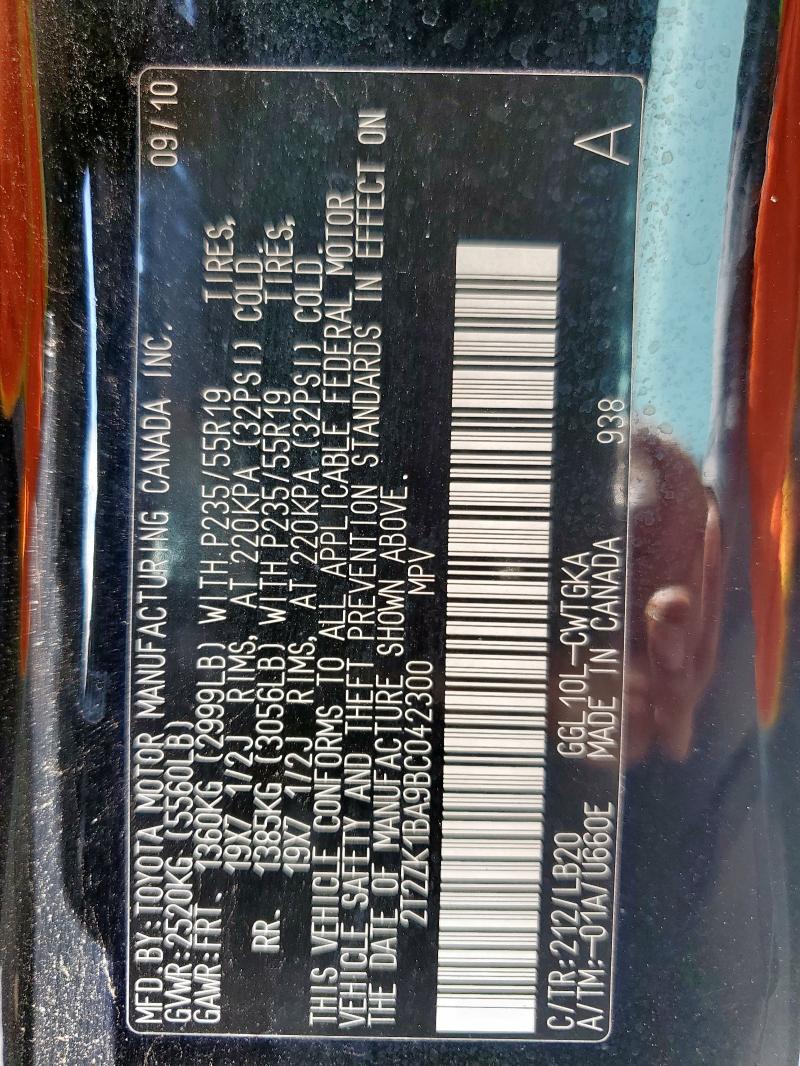 MFD.BY:TOYOTA MOTOR MANUFACTURING CANADA INC. 09/10
GVWR:2520KG (5560LB)
GAWR:FRT. 1360KG (2999LB) WITH P235/55R19 TIRES,
19X7 1/2J RIMS, AT 220KPA (32PSI) COLD.
RR. 1385KG (3056LB) WITH P235/55R19 TIRES,
19X7 1/2J RIMS, AT 220KPA (32PSI) COLD.
THIS VEHICLE CONFORMS TO ALL APPLICABLE FEDERAL MOTOR
VEHICLE SAFETY AND THEFT PREVENTION STANDARDS IN EFFECT ON
THE DATE OF MANUFACTURE SHOWN ABOVE.
2T2ZK1BA9BC042300 MPV
C/TR:212/LB20 GGL10L-CWTGKA A
A/TM:-01A/U660E MADE IN CANADA 938